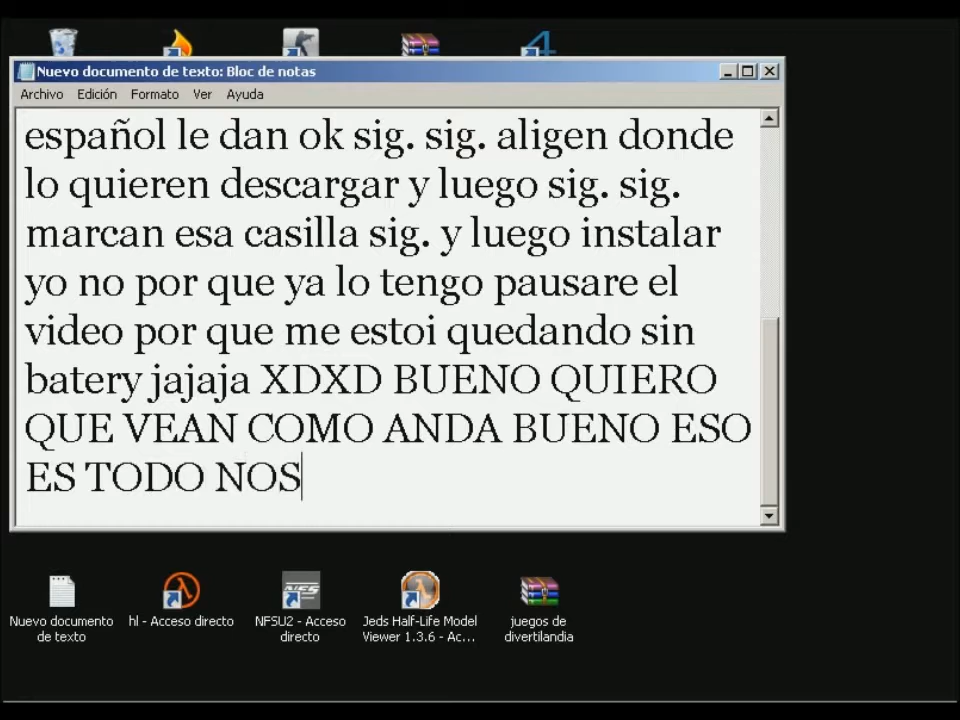 Nuevo documento de texto: Bloc de notas
Archivo Edición Formato Ver Ayuda
español le dan ok sig. sig. aligen donde
lo quieren descargar y luego sig. sig.
marcan esa casilla sig. y luego instalar
yo no por que ya lo tengo pausare el
video por que me estoi quedando sin
batery jajaja XDXD BUENO QUIERO
QUE VEAN COMO ANDA BUENO ESO
ES TODO NOS
Nuevo documento
de texto
hl - Acceso directo
NFSU2 - Acceso
directo
Jeds Half-Life Model
Viewer 1.3.6 - Ac...
juegos de
divertilandia